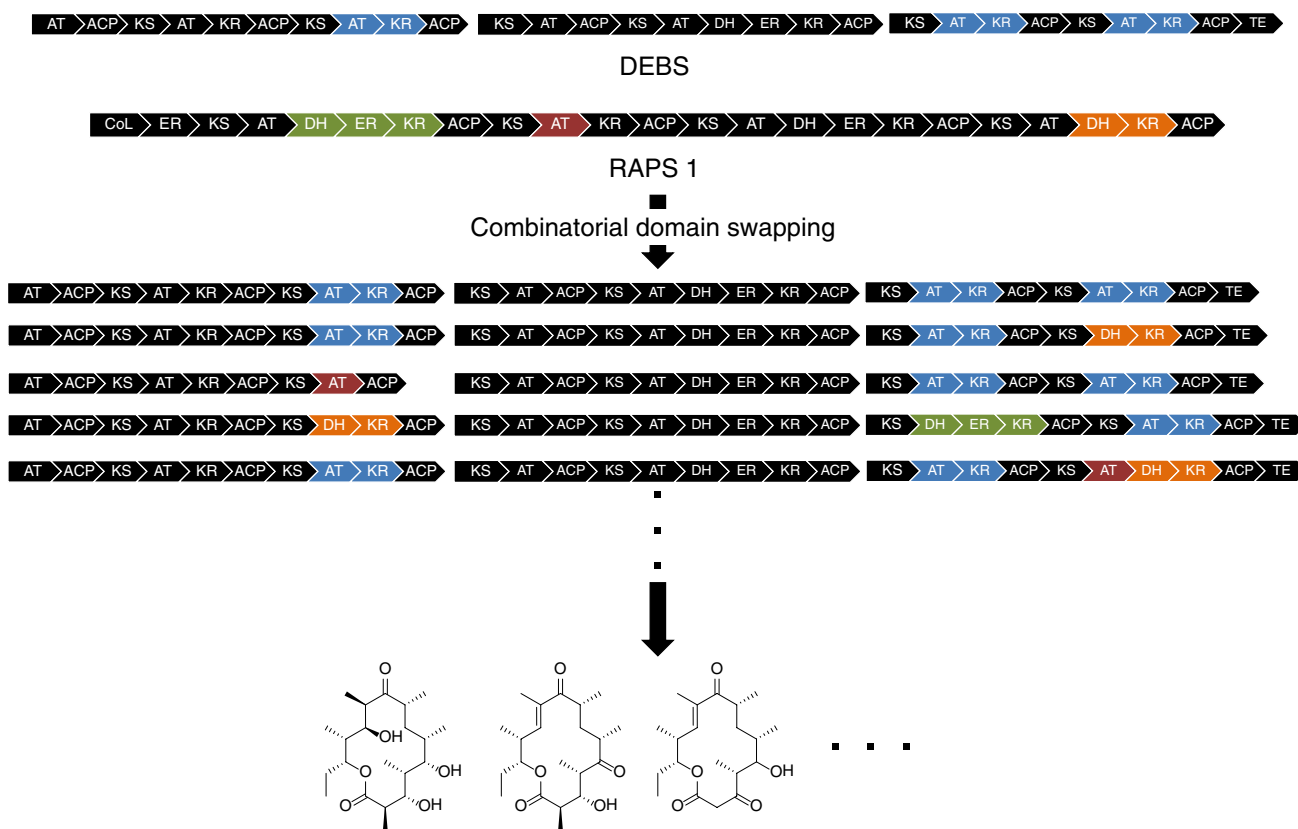 AT ACP KS AT KR ACP KS AT KR ACP KS AT ACP KS AT DH ER KR ACP KS AT KR ACP KS AT KR ACP TE
DEBS
CoL ER KS AT DH ER KR ACP KS AT KR ACP KS AT DH ER KR ACP KS AT DH KR ACP
RAPS 1
Combinatorial domain swapping
AT ACP KS AT KR ACP KS AT KR ACP KS AT ACP KS AT DH ER KR ACP KS AT KR ACP KS AT KR ACP TE
AT ACP KS AT KR ACP KS AT KR ACP KS AT ACP KS AT DH ER KR ACP KS AT KR ACP KS DH KR ACP TE
AT ACP KS AT KR ACP KS AT ACP KS AT ACP KS AT DH ER KR ACP KS AT KR ACP KS AT KR ACP TE
AT ACP KS AT KR ACP KS DH KR ACP KS AT ACP KS AT DH ER KR ACP KS DH ER KR ACP KS AT KR ACP TE
AT ACP KS AT KR ACP KS AT KR ACP KS AT ACP KS AT DH ER KR ACP KS AT KR ACP KS AT DH KR ACP TE
O O O
OH
O OH O O O OH
O OH O OH O O